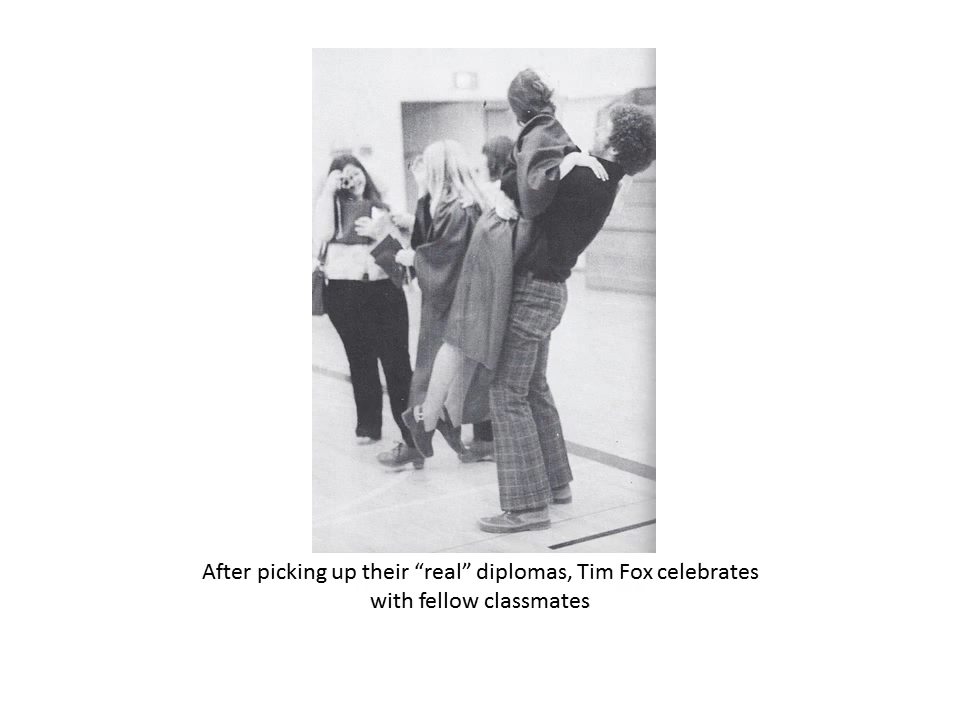 After picking up their “real” diplomas, Tim Fox celebrates
with fellow classmates